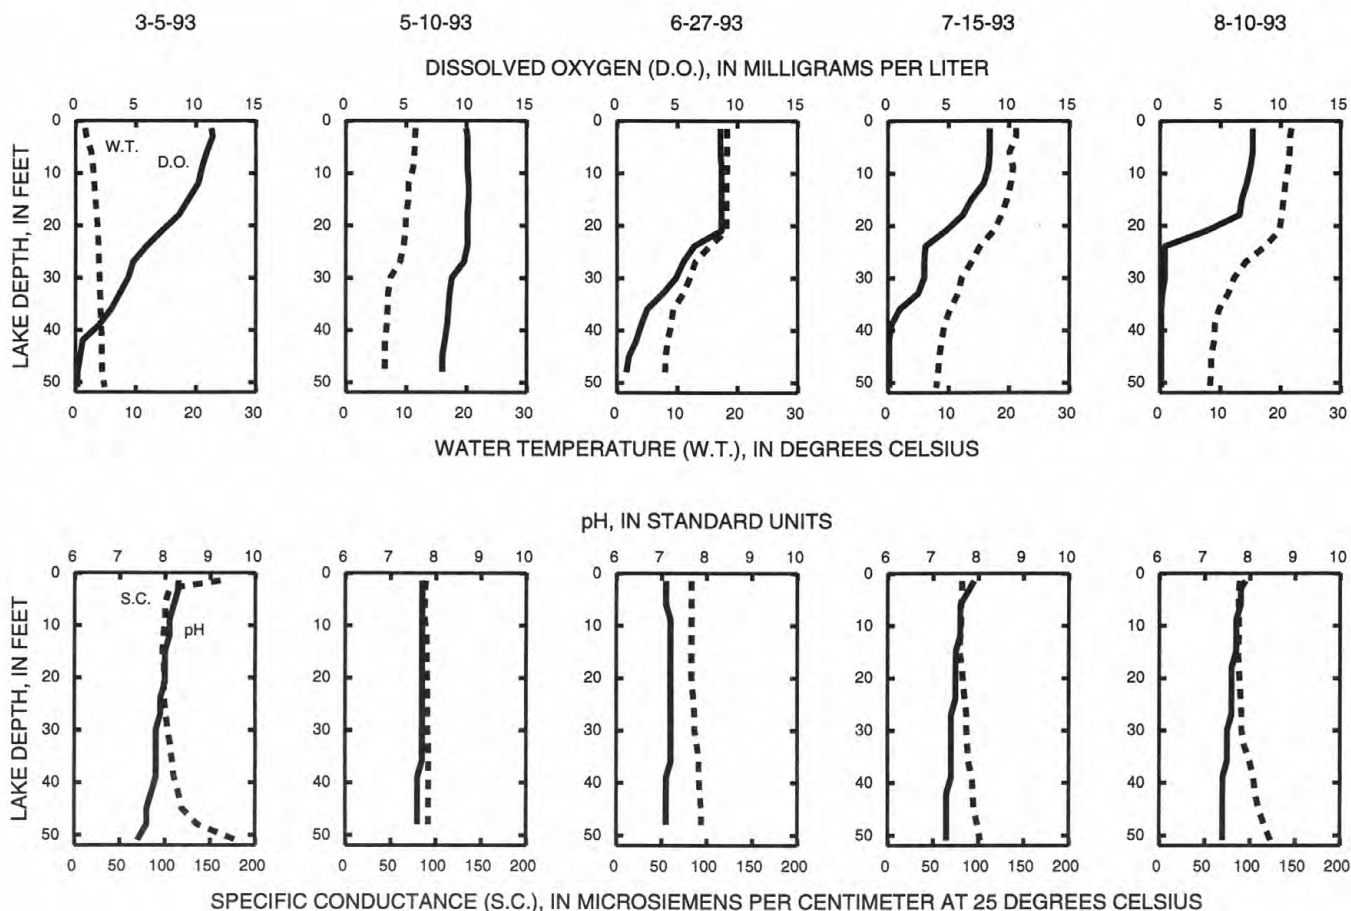 3-5-93 5-10-93 6-27-93 7-15-93 8-10-93
DISSOLVED OXYGEN (D.O.), IN MILLIGRAMS PER LITER
0 5 10 15 0 5 10 15 0 5 10 15 0 5 10 15 0 5 10 15
LAKE DEPTH, IN FEET
0 0 0 0 0
W.T.
D.O.
10 10 10 10 10
20 20 20 20 20
30 30 30 30 30
40 40 40 40 40
50 50 50 50 50
0 10 20 30 0 10 20 30 0 10 20 30 0 10 20 30 0 10 20 30
WATER TEMPERATURE (W.T.), IN DEGREES CELSIUS
pH, IN STANDARD UNITS
6 7 8 9 10 6 7 8 9 10 6 7 8 9 10 6 7 8 9 10 6 7 8 9 10
LAKE DEPTH, IN FEET
0 0 0 0 0
S.C.
pH
10 10 10 10 10
20 20 20 20 20
30 30 30 30 30
40 40 40 40 40
50 50 50 50 50
0 50 100 150 200 0 50 100 150 200 0 50 100 150 200 0 50 100 150 200 0 50 100 150 200
SPECIFIC CONDUCTANCE (S.C.), IN MICROSIEMENS PER CENTIMETER AT 25 DEGREES CELSIUS